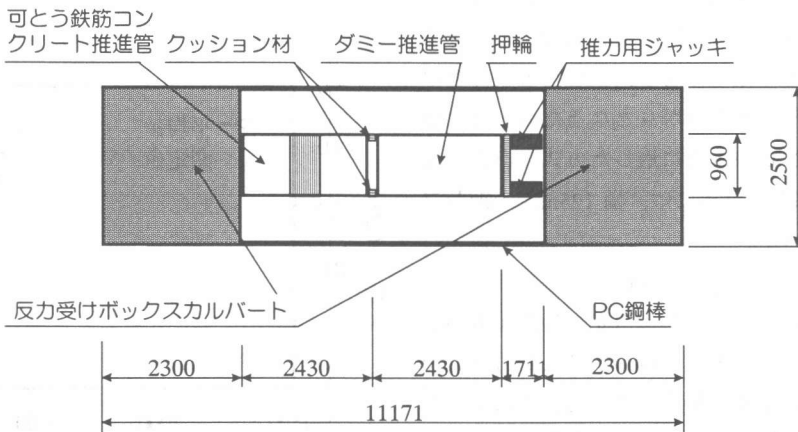 可とう鉄筋コン
クリート推進管
クッション材
ダミー推進管
押輪
推力用ジャッキ
960
2500
反力受けボックスカルバート
PC鋼棒
2300
2430
2430
1711
2300
11171